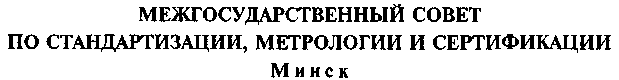 МЕЖГОСУДАРСТВЕННЫЙ СОВЕТ
ПО СТАНДАРТИЗАЦИИ, МЕТРОЛОГИИ И СЕРТИФИКАЦИИ
Минск